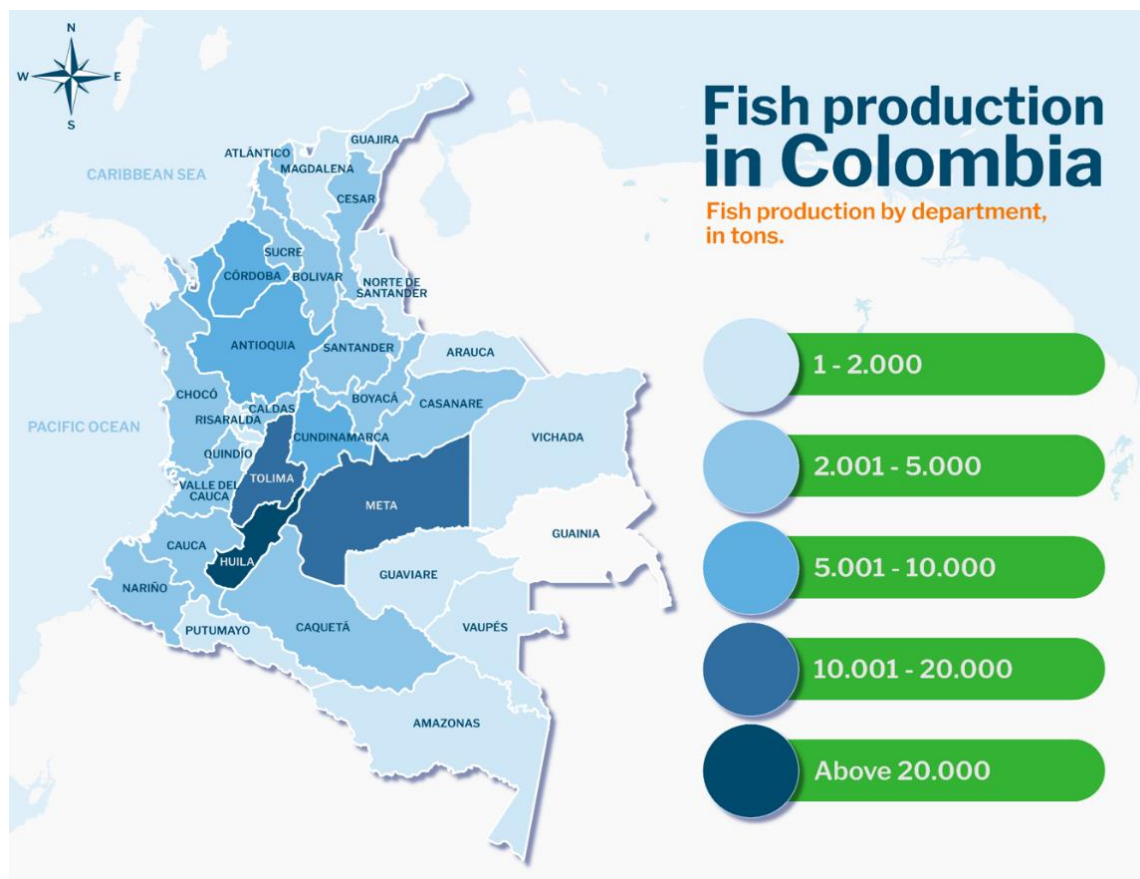 N
W
E
S
Fish production
in Colombia
Fish production by department,
in tons.
CARIBBEAN SEA
PACIFIC OCEAN
GUAJIRA
ATLÁNTICO
MAGDALENA
CESAR
SUCRE
CÓRDOBA
BOLIVAR
NORTE DE
SANTANDER
ANTIOQUIA
SANTANDER
ARAUCA
CHOCÓ
BOYACÁ
CASANARE
CALDAS
RISARALDA
CUNDINAMARCA
VICHADA
QUINDÍO
TOLIMA
VALLE DEL
CAUCA
META
GUAINIA
CAUCA
HUILA
GUAVIARE
NARIÑO
PUTUMAYO
CAQUETÁ
VAUPÉS
AMAZONAS
1 - 2.000
2.001 - 5.000
5.001 - 10.000
10.001 - 20.000
Above 20.000